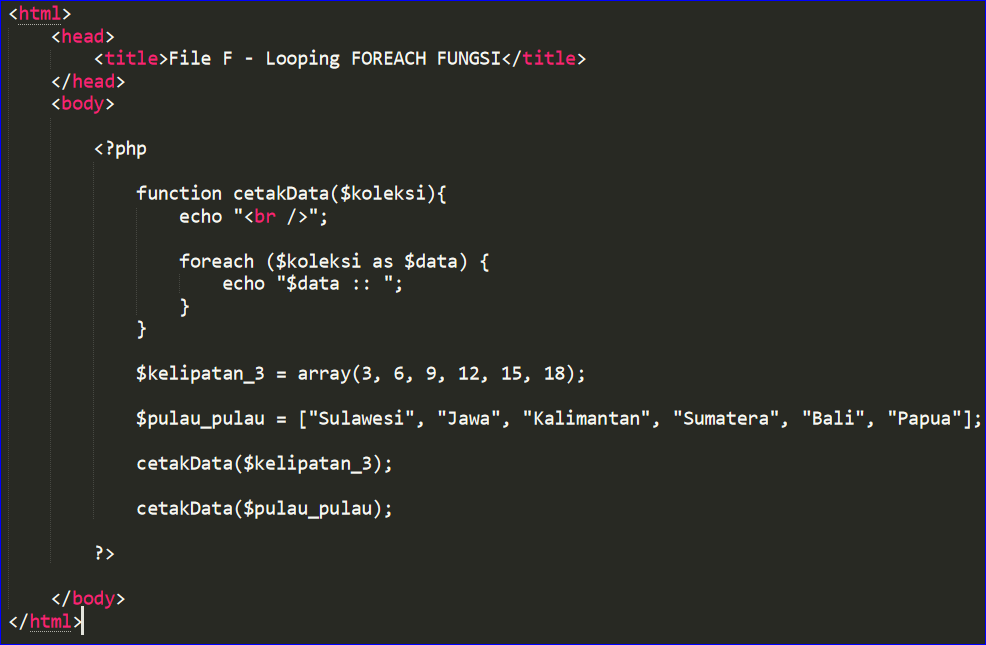 <html>
<head>
<title>File F - Looping FOREACH FUNGSI</title>
</head>
<body>
<?php
function cetakData($koleksi){
echo "<br />";
foreach ($koleksi as $data) {
echo "$data :: ";
}
}
$kelipatan_3 = array(3, 6, 9, 12, 15, 18);
$pulau_pulau = ["Sulawesi", "Jawa", "Kalimantan", "Sumatera", "Bali", "Papua"];
cetakData($kelipatan_3);
cetakData($pulau_pulau);
?>
</body>
</html>